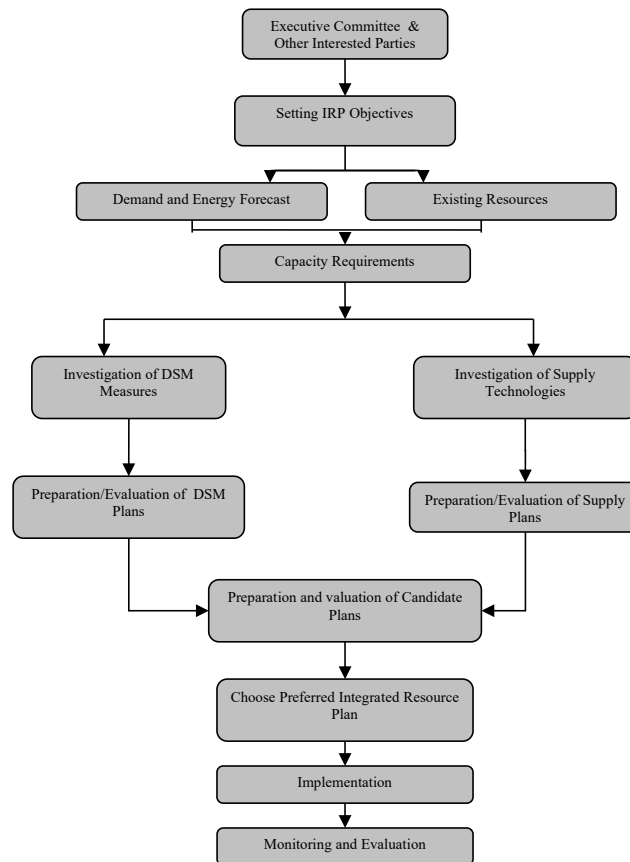 Executive Committee &
Other Interested Parties
Setting IRP Objectives
Demand and Energy Forecast
Existing Resources
Capacity Requirements
Investigation of DSM
Measures
Investigation of Supply
Technologies
Preparation/Evaluation of DSM
Plans
Preparation/Evaluation of Supply
Plans
Preparation and valuation of Candidate
Plans
Choose Preferred Integrated Resource
Plan
Implementation
Monitoring and Evaluation